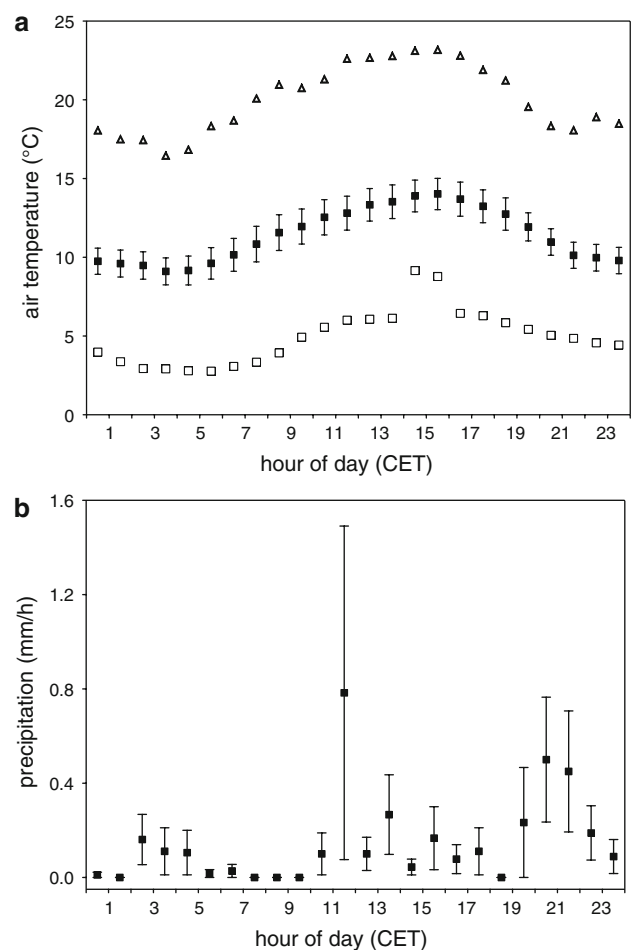 a
25
20
15
10
5
0
air temperature (°C)
1 3 5 7 9 11 13 15 17 19 21 23
hour of day (CET)
b
1.6
1.2
0.8
0.4
0.0
precipitation (mm/h)
1 3 5 7 9 11 13 15 17 19 21 23
hour of day (CET)